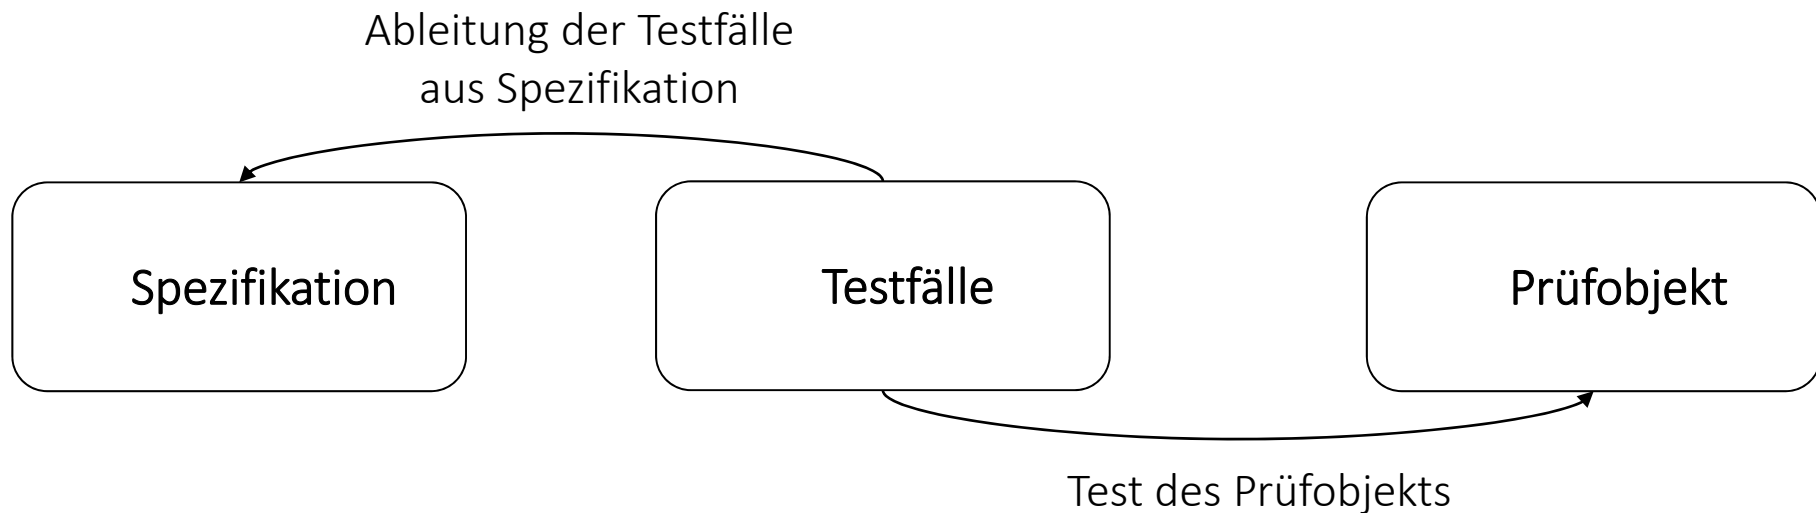 Ableitung der Testfälle
aus Spezifikation
Spezifikation
Testfälle
Prüfobjekt
Test des Prüfobjekts